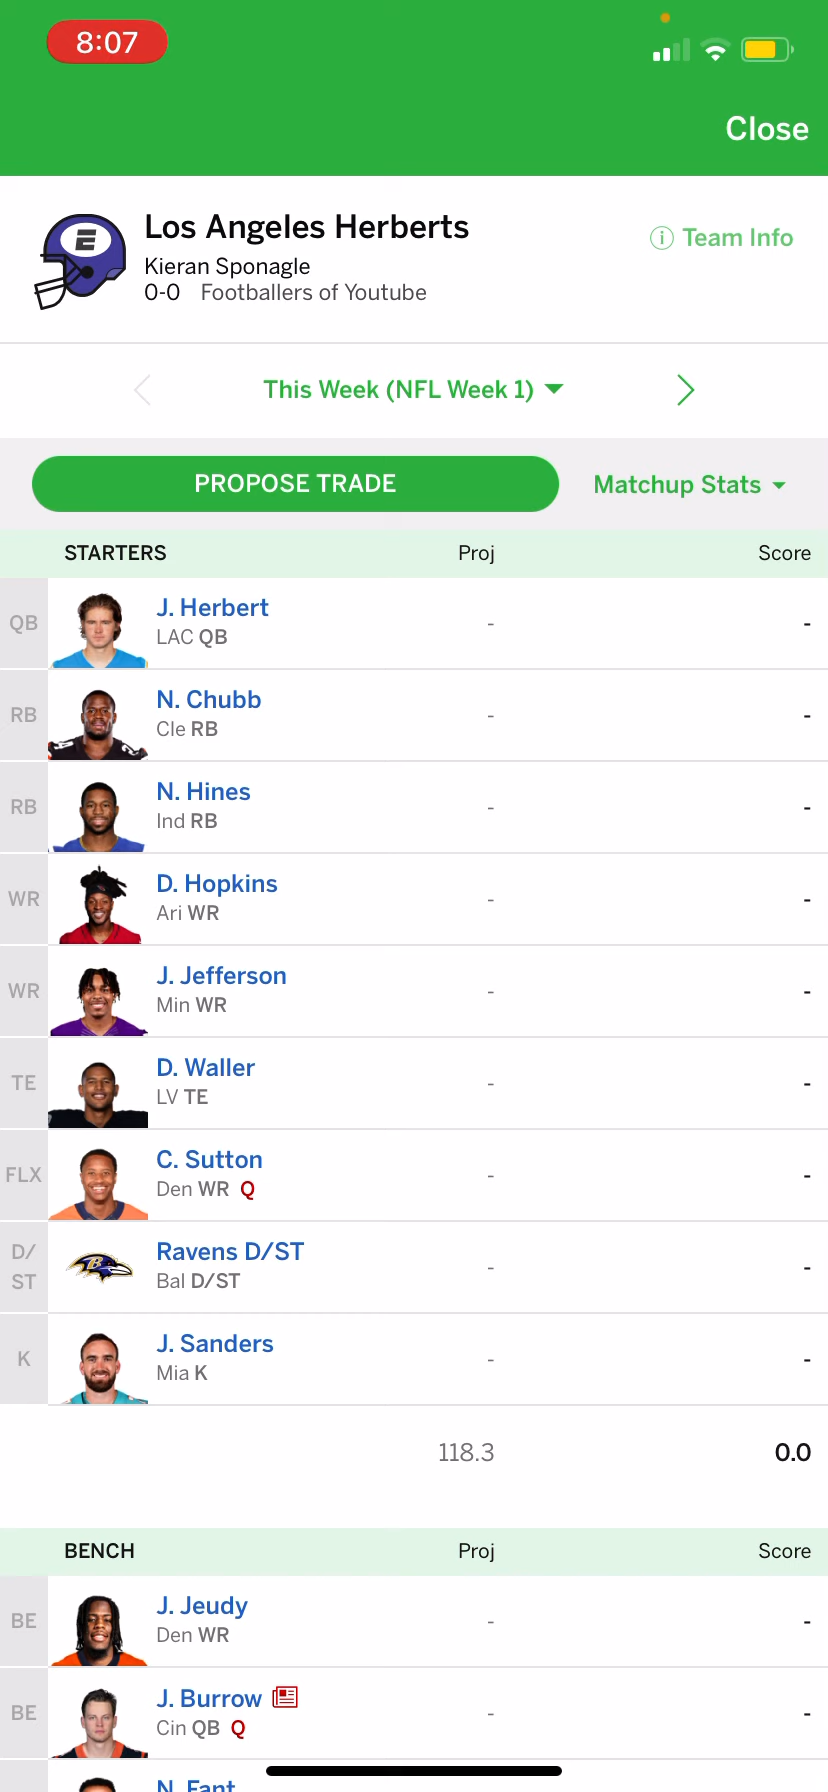 8:07
Close
Los Angeles Herberts
Kieran Sponagle
0-0 Footballers of Youtube
Team Info
This Week (NFL Week 1)
PROPOSE TRADE
Matchup Stats
STARTERS Proj Score
QB J. Herbert - -
LAC QB
RB N. Chubb - -
Cle RB
RB N. Hines - -
Ind RB
WR D. Hopkins - -
Ari WR
WR J. Jefferson - -
Min WR
TE D. Waller - -
LV TE
FLX C. Sutton - -
Den WR Q
D/ST Ravens D/ST - -
Bal D/ST
K J. Sanders - -
Mia K
118.3 0.0
BENCH Proj Score
BE J. Jeudy - -
Den WR
BE J. Burrow - -
Cin QB Q
N. Fant